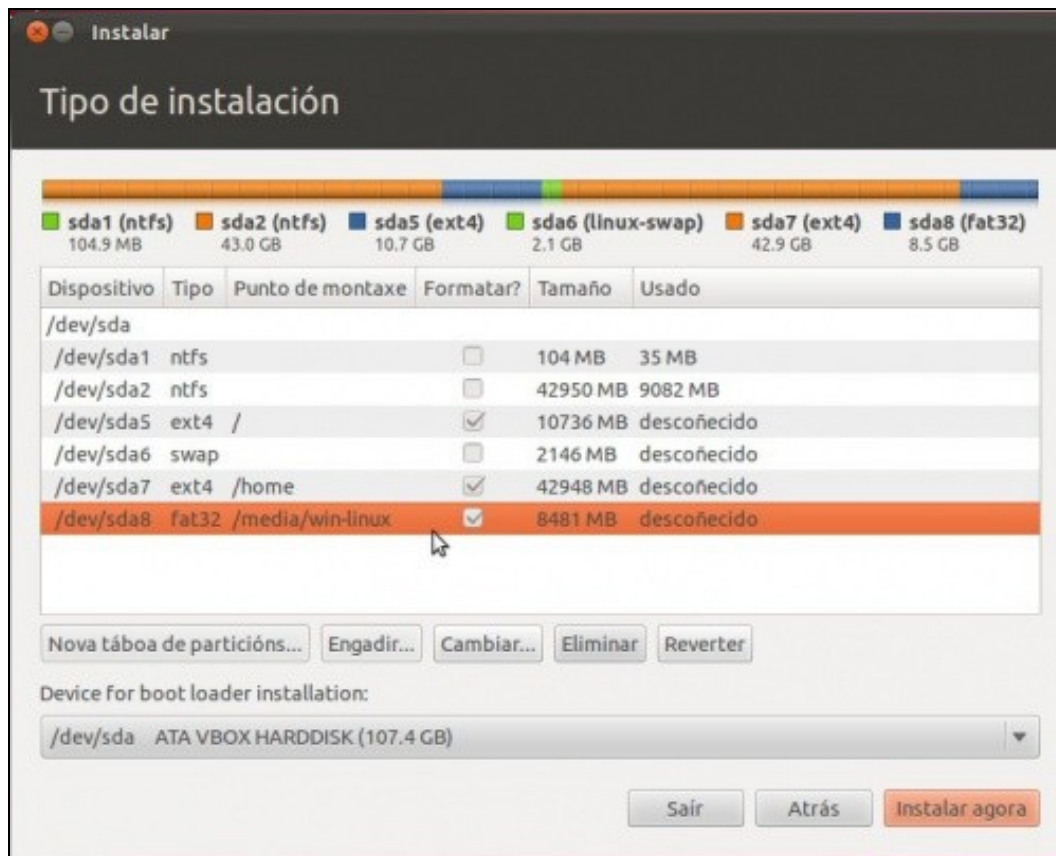 Instalar
Tipo de instalación
sda1 (ntfs) sda2 (ntfs) sda5 (ext4) sda6 (linux-swap) sda7 (ext4) sda8 (fat32)
104.9 MB 43.0 GB 10.7 GB 2.1 GB 42.9 GB 8.5 GB
Dispositivo Tipo Punto de montaxe Formatar? Tamaño Usado
/dev/sda
/dev/sda1 ntfs 104 MB 35 MB
/dev/sda2 ntfs 42950 MB 9082 MB
/dev/sda5 ext4 / 10736 MB descoñecido
/dev/sda6 swap 2146 MB descoñecido
/dev/sda7 ext4 /home 42948 MB descoñecido
/dev/sda8 fat32 /media/win-linux 8481 MB descoñecido
Nova táboa de particións... Engadir... Cambiar... Eliminar Reverter
Device for boot loader installation:
/dev/sda ATA VBOX HARDDISK (107.4 GB)
Saír Atrás Instalar agora